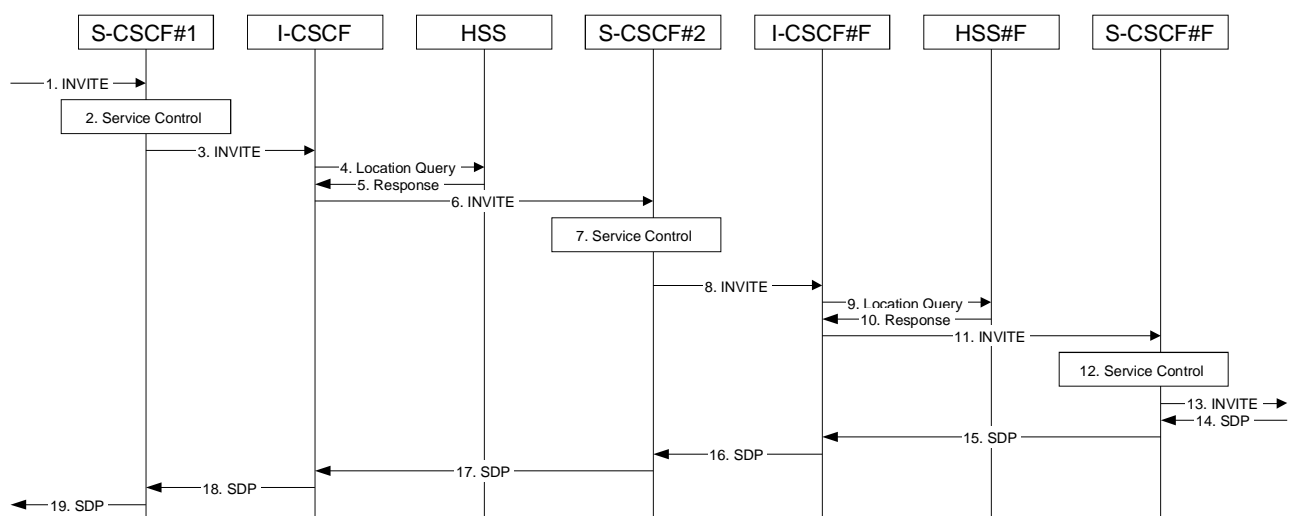 S-CSCF#1 I-CSCF HSS S-CSCF#2 I-CSCF#F HSS#F S-CSCF#F
1. INVITE
2. Service Control
3. INVITE
4. Location Query
5. Response
6. INVITE
7. Service Control
8. INVITE
9. Location Query
10. Response
11. INVITE
12. Service Control
13. INVITE
14. SDP
15. SDP
16. SDP
17. SDP
18. SDP
19. SDP